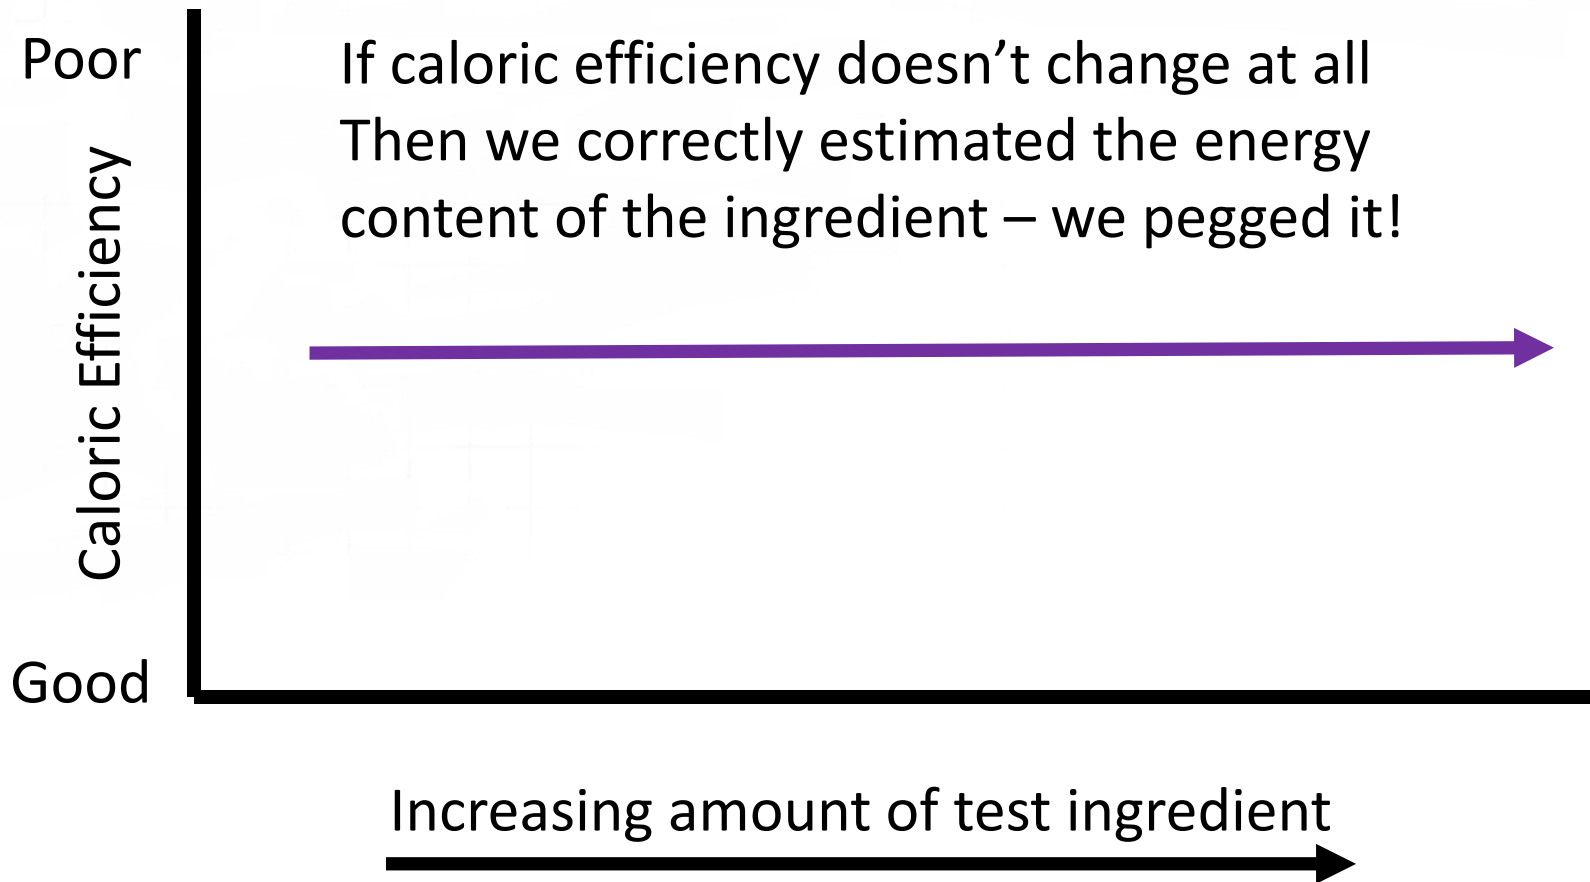 Poor
If caloric efficiency doesn’t change at all
Then we correctly estimated the energy
content of the ingredient – we pegged it!
Caloric Efficiency
Good
Increasing amount of test ingredient